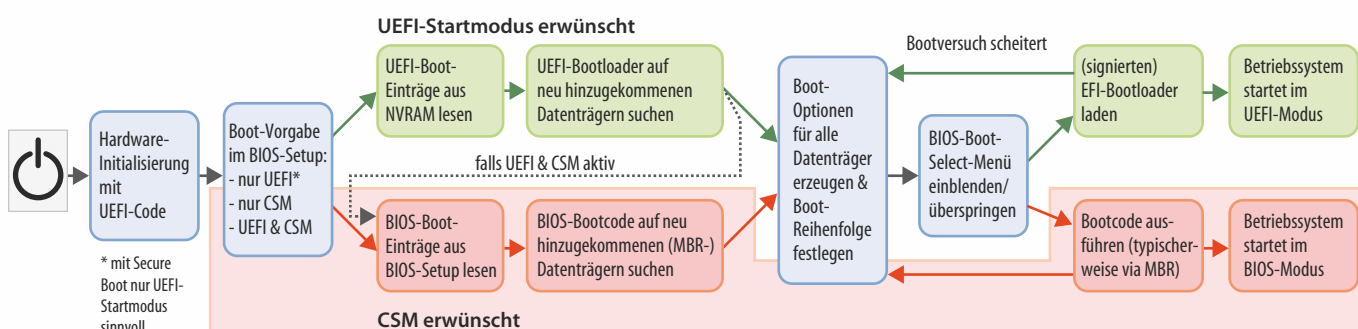 UEFI-Startmodus erwünscht
Hardware-
Initialisierung
mit
UEFI-Code
* mit Secure
Boot nur UEFI-
Startmodus
sinnvoll
Boot-Vorgabe
im BIOS-Setup:
- nur UEFI*
- nur CSM
- UEFI & CSM
UEFI-Boot-
Einträge aus
NVRAM lesen
UEFI-Bootloader auf
neu hinzugekommenen
Datenträgern suchen
falls UEFI & CSM aktiv
BIOS-Boot-
Einträge aus
BIOS-Setup lesen
BIOS-Bootcode auf neu
hinzugekommenen (MBR-)
Datenträgern suchen
CSM erwünscht
Boot-
Optionen
für alle
Datenträger
erzeugen &
Boot-
Reihenfolge
festlegen
Bootversuch scheitert
BIOS-Boot-
Select-Menü
einblenden/
überspringen
(signierten)
EFI-Bootloader
laden
Betriebssystem
startet im
UEFI-Modus
Bootcode aus-
führen (typischer-
weise via MBR)
Betriebssystem
startet im
BIOS-Modus